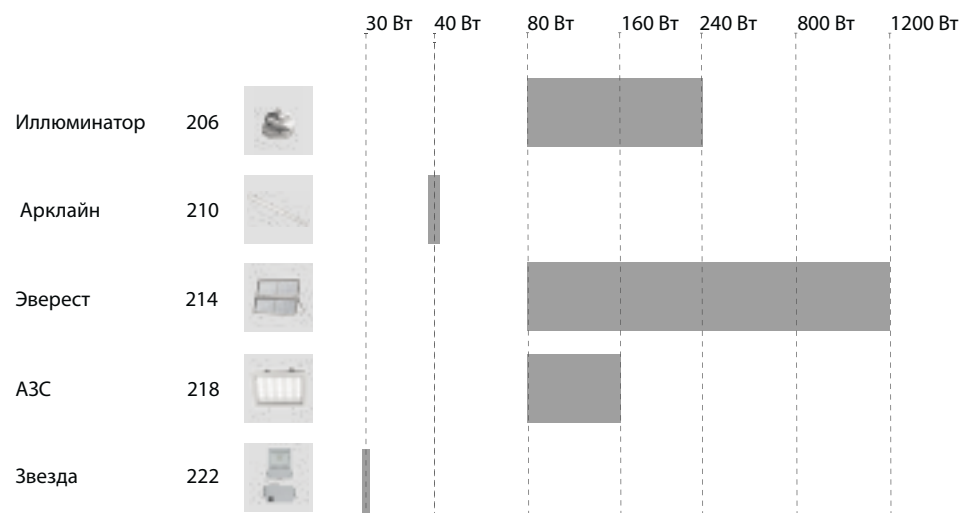 30 Вт 40 Вт 80 Вт 160 Вт 240 Вт 800 Вт 1200 Вт
Иллюминатор 206
Арклайн 210
Эверест 214
АЗС 218
Звезда 222